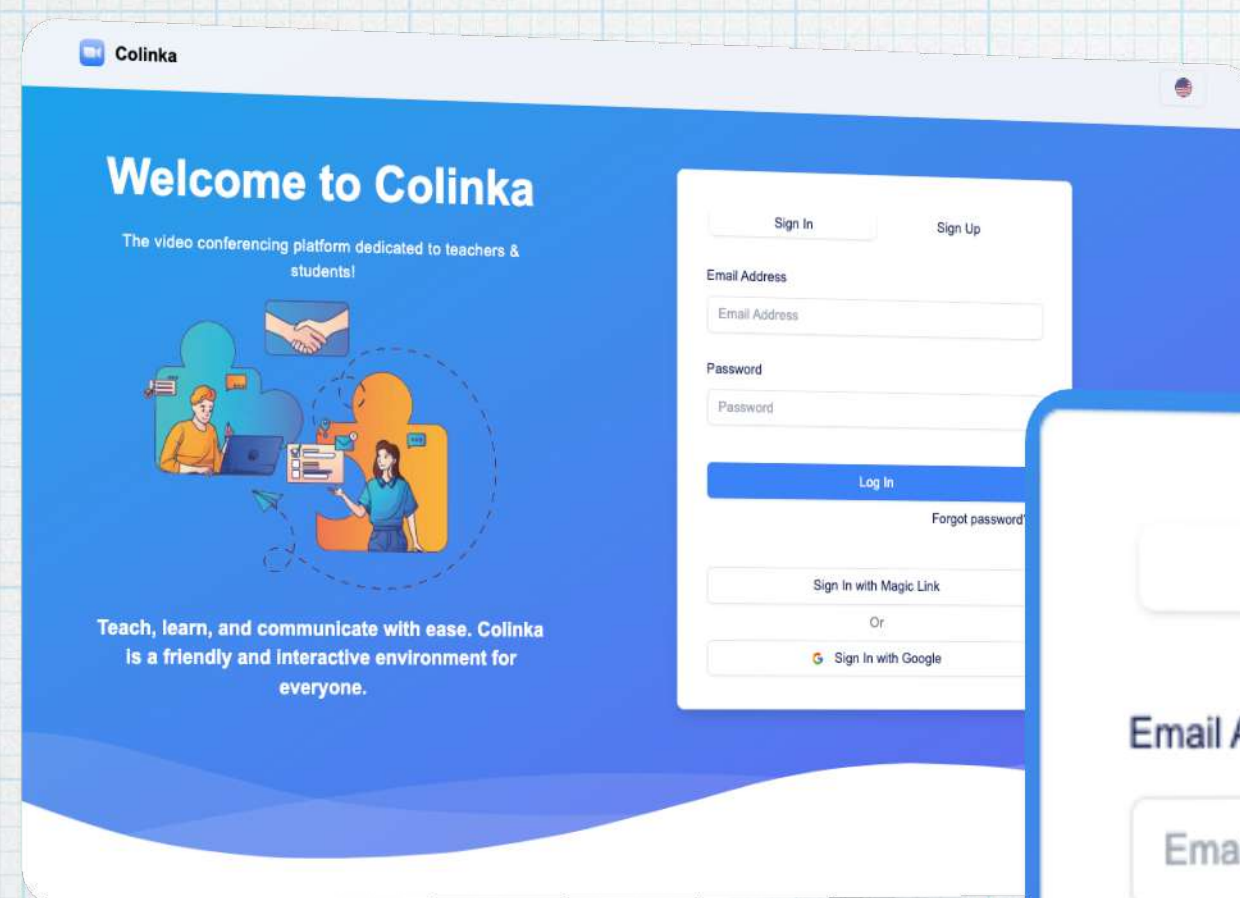 Colinka
Welcome to Colinka
The video conferencing platform dedicated to teachers &
students!
Teach, learn, and communicate with ease. Colinka
is a friendly and interactive environment for
everyone.
Sign In
Sign Up
Email Address
Email Address
Password
Password
Log In
Forgot password?
Sign In with Magic Link
Or
Sign In with Google
Email A
Emai